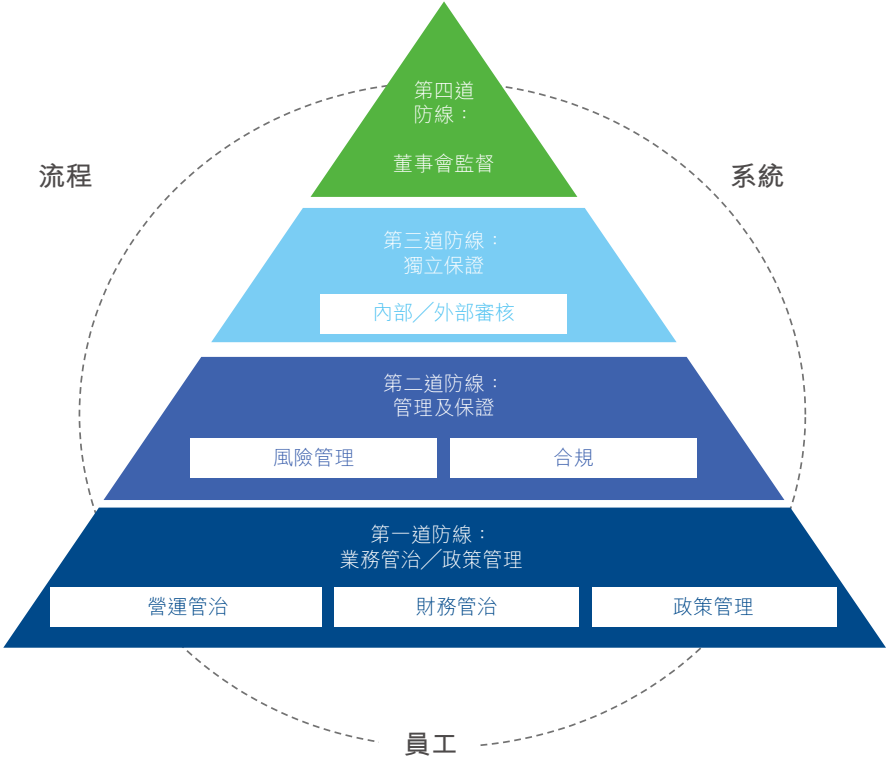 第四道
防線：
董事會監督
流程
系統
第三道防線：
獨立保證
內部／外部審核
第二道防線：
管理及保證
風險管理
合規
第一道防線：
業務管治／政策管理
營運管治
財務管治
政策管理
員工